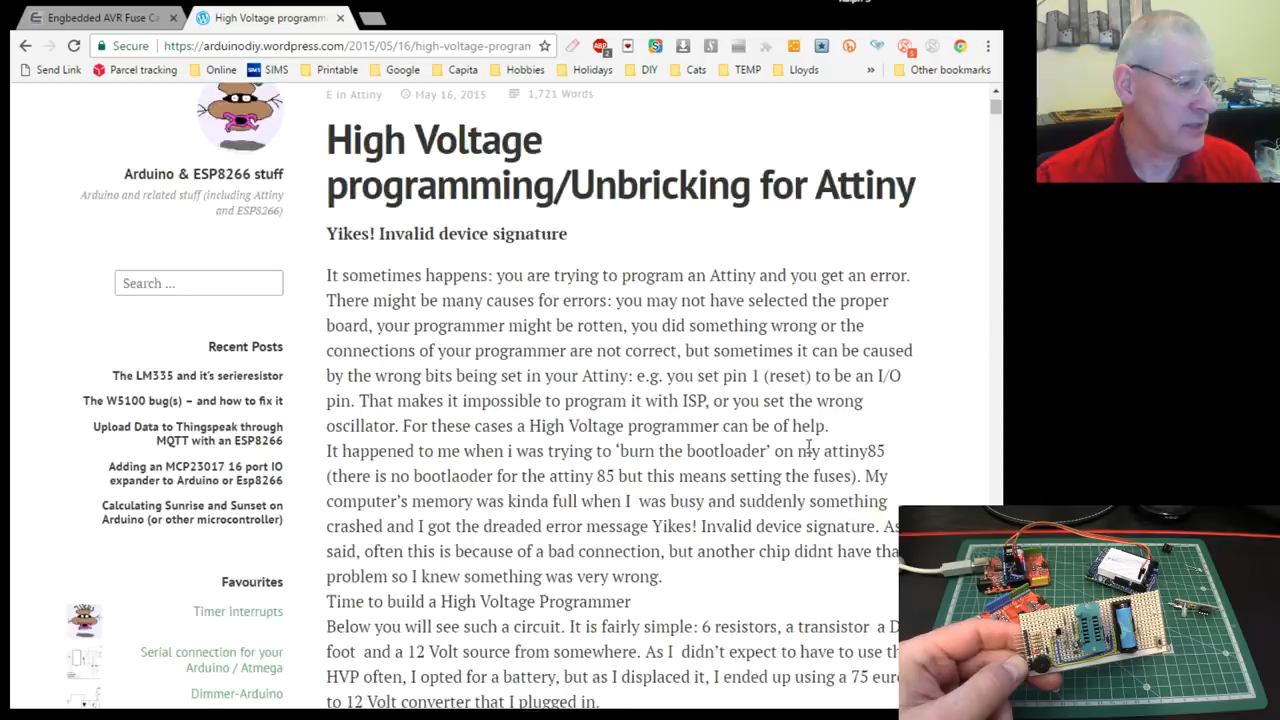 Engbedded AVR Fuse Ca
High Voltage programm
Secure
https://arduinodiy.wordpress.com/2015/05/16/high-voltage-program
Send Link
Parcel tracking
Online
SIMS
Printable
Google
Capita
Hobbies
Holidays
DIY
Cats
TEMP
Lloyds
Other bookmarks
E in Attiny
May 16, 2015
1,721 Words
Arduino & ESP8266 stuff
Arduino and related stuff (including Attiny
and ESP8266)
Search ...
Recent Posts
The LM335 and it's serieresistor
The W5100 bug(s) – and how to fix it
Upload Data to Thingspeak through
MQTT with an ESP8266
Adding an MCP23017 16 port IO
expander to Arduino or Esp8266
Calculating Sunrise and Sunset on
Arduino (or other microcontroller)
Favourites
Timer interrupts
Serial connection for your
Arduino / Atmega
Dimmer-Arduino
High Voltage
programming/Unbricking for Attiny
Yikes! Invalid device signature
It sometimes happens: you are trying to program an Attiny and you get an error.
There might be many causes for errors: you may not have selected the proper
board, your programmer might be rotten, you did something wrong or the
connections of your programmer are not correct, but sometimes it can be caused
by the wrong bits being set in your Attiny: e.g. you set pin 1 (reset) to be an I/O
pin. That makes it impossible to program it with ISP, or you set the wrong
oscillator. For these cases a High Voltage programmer can be of help.
It happened to me when i was trying to ‘burn the bootloader’ on my attiny85
(there is no bootlaoder for the attiny 85 but this means setting the fuses). My
computer’s memory was kinda full when I was busy and suddenly something
crashed and I got the dreaded error message Yikes! Invalid device signature. As
said, often this is because of a bad connection, but another chip didnt have tha
problem so I knew something was very wrong.
Time to build a High Voltage Programmer
Below you will see such a circuit. It is fairly simple: 6 resistors, a transistor a D
foot and a 12 Volt source from somewhere. As I didn’t expect to have to use th
HVP often, I opted for a battery, but as I displaced it, I ended up using a 75 eur
to 12 Volt converter that I plugged in.